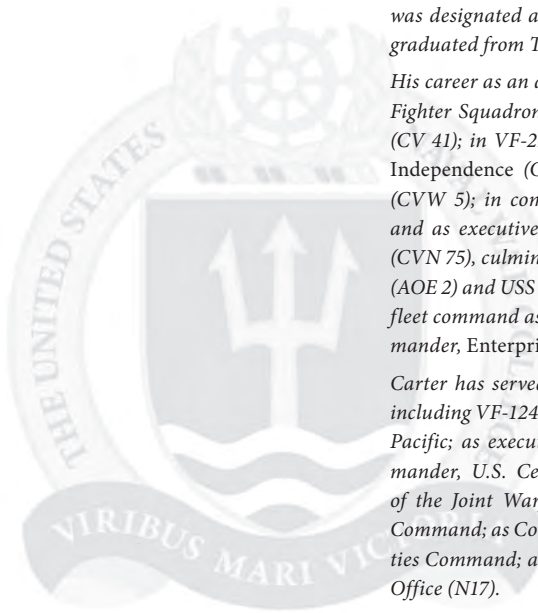 was designated a
graduated from T
His career as an a
Fighter Squadron
(CV 41); in VF-2
Independence (C
(CVW 5); in com
and as executive
(CVN 75), culmin
(AOE 2) and USS
fleet command as
mander, Enterpri
Carter has served
including VF-124
Pacific; as execu
mander, U.S. Ce
of the Joint War
Command; as Co
ties Command; a
Office (N17).
THE UNITED STATES
VIRIBUS MARI VICTORIA